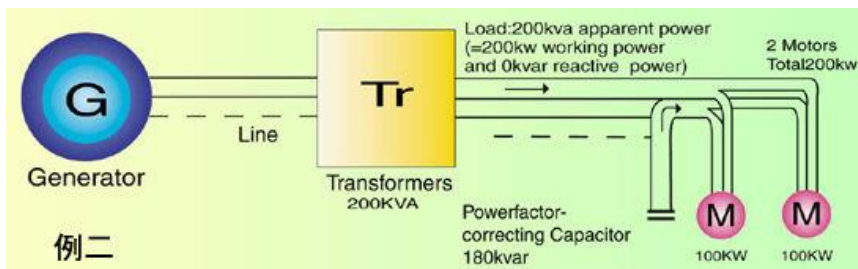 Load:200kva apparent power
(=200kw working power
and 0kvar reactive power)
2 Motors
Total200kw
G
Tr
Line
Generator
Transformers
200KVA
Powerfactor-
correcting Capacitor
180kvar
M
M
100KW
100KW
例二